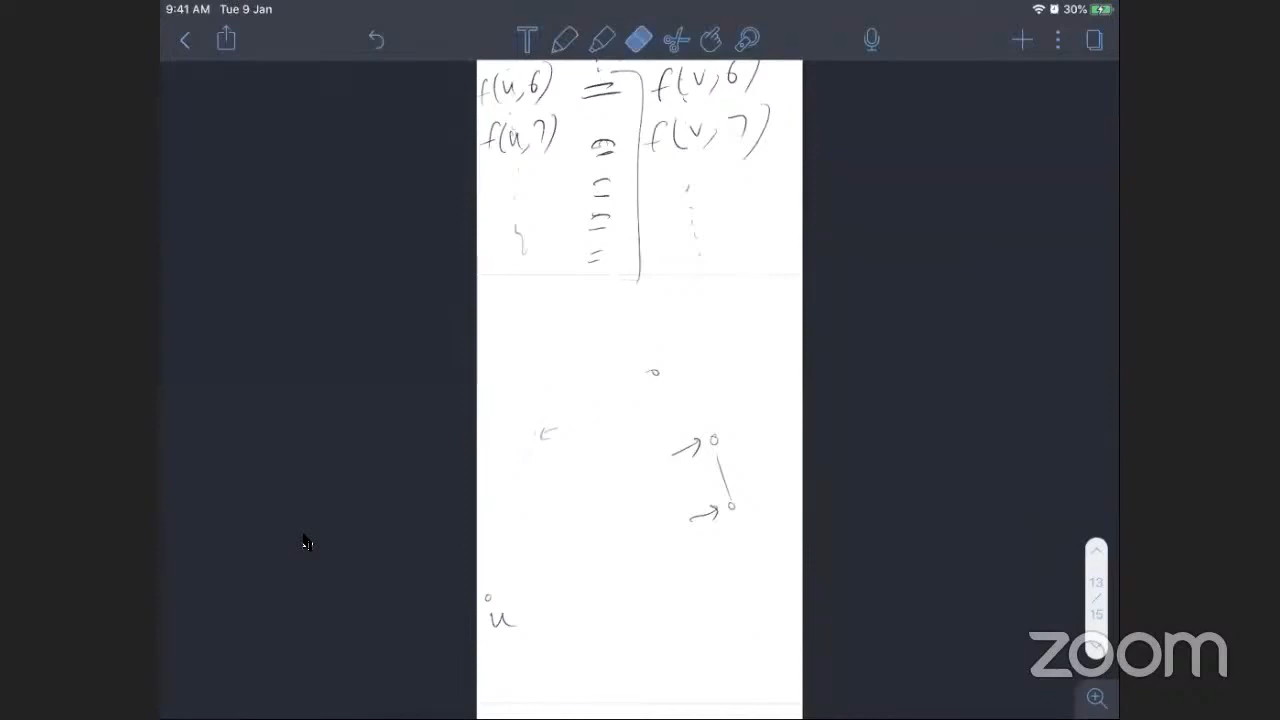 9:41 AM Tue 9 Jan 30%
T
f(u,6) = f(v,6)
f(u,7) = f(v,7)
=
=
=
u
13
/
15
zoom